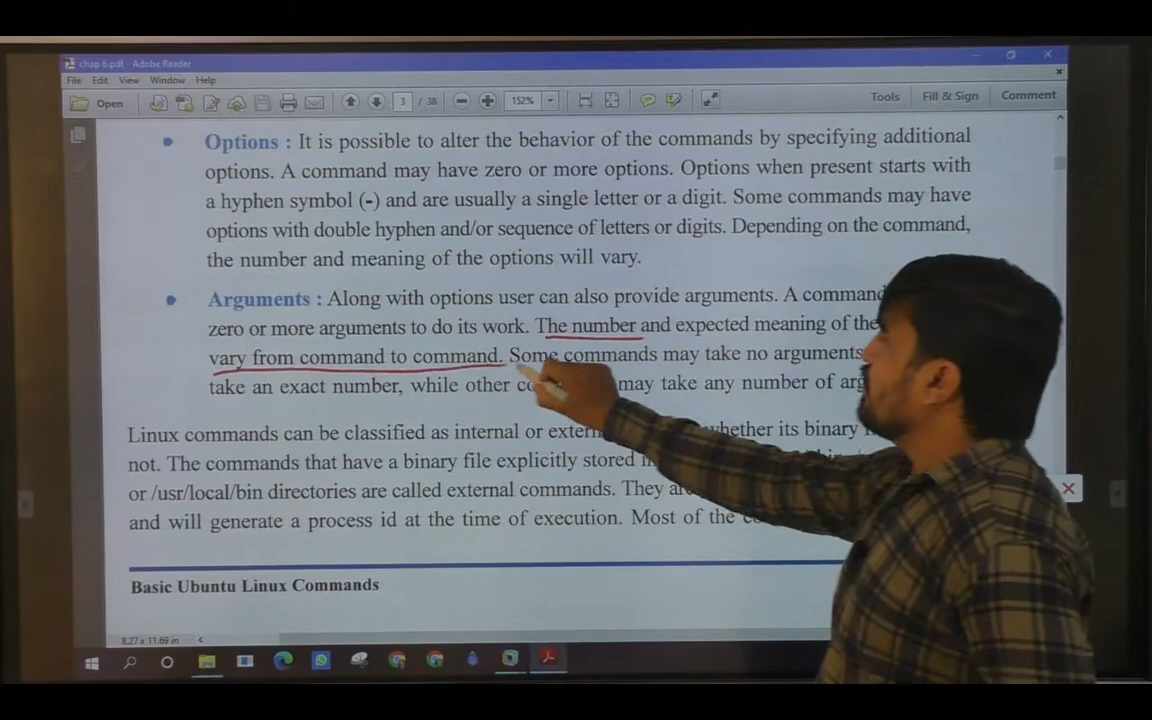 chap 6.pdf - Adobe Reader
File Edit View Window Help
Open 3 / 38 152% Tools Fill & Sign Comment
Options : It is possible to alter the behavior of the commands by specifying additional
options. A command may have zero or more options. Options when present starts with
a hyphen symbol (-) and are usually a single letter or a digit. Some commands may have
options with double hyphen and/or sequence of letters or digits. Depending on the command,
the number and meaning of the options will vary.
Arguments : Along with options user can also provide arguments. A command
zero or more arguments to do its work. The number and expected meaning of the
vary from command to command. Some commands may take no arguments
take an exact number, while other may take any number of
Linux commands can be classified as internal or whether its binary
not. The commands that have a binary file explicitly stored
or /usr/local/bin directories are called external commands. They
and will generate a process id at the time of execution. Most of the
Basic Ubuntu Linux Commands
8.27 x 11.69 in